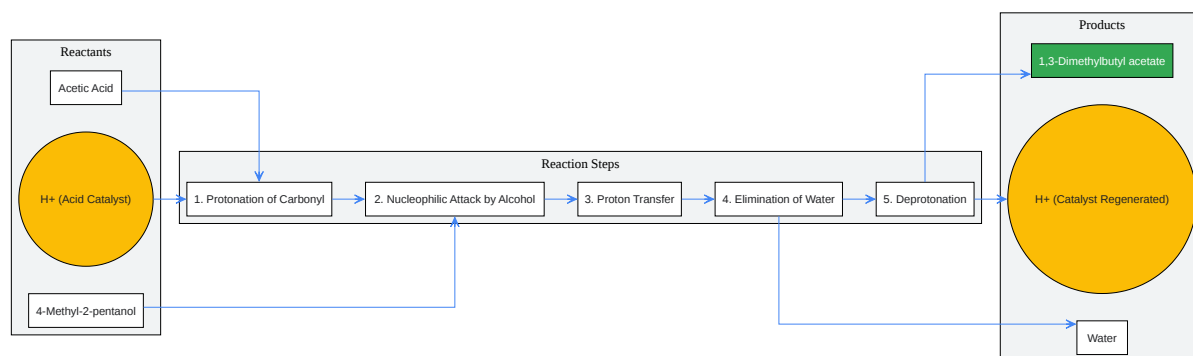 Reactants
Acetic Acid
H+ (Acid Catalyst)
4-Methyl-2-pentanol
Reaction Steps
1. Protonation of Carbonyl
2. Nucleophilic Attack by Alcohol
3. Proton Transfer
4. Elimination of Water
5. Deprotonation
Products
1,3-Dimethylbutyl acetate
H+ (Catalyst Regenerated)
Water